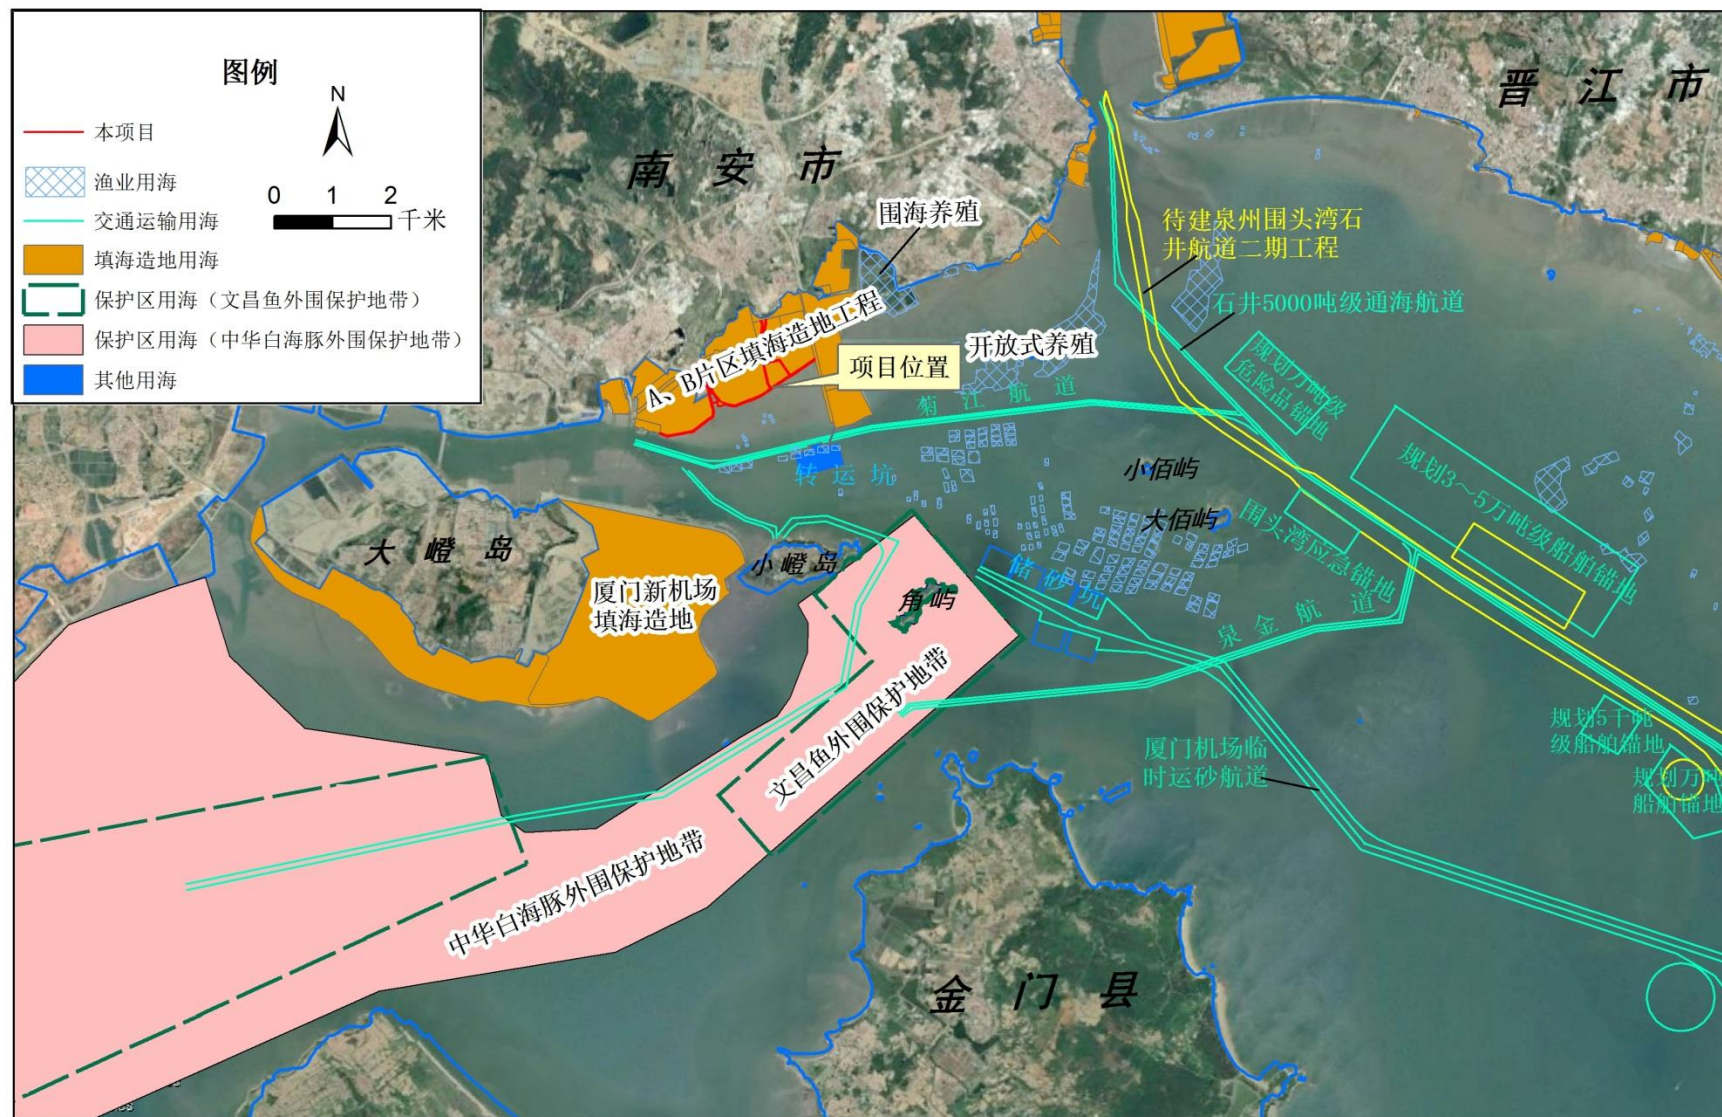 图例
N
本项目
渔业用海
0 1 2
千米
交通运输用海
填海造地用海
保护区用海（文昌鱼外围保护地带）
保护区用海（中华白海豚外围保护地带）
其他用海
晋江市
南安市
围海养殖
待建泉州围头湾石
井航道二期工程
石井5000吨级通海航道
A、B片区填海造地工程
开放式养殖
项目位置
规划万吨级
危险品锚地
菊江航道
转运坑
小佰屿
规划3～5万吨级船舶锚地
大佰屿
围头湾应急锚地
大嶝岛
小嶝岛
储砂坑
厦门新机场
填海造地
角屿
泉金航道
文昌鱼外围保护地带
规划5千吨
级船舶锚地
厦门机场临
时运砂航道
规划万吨
船舶锚地
中华白海豚外围保护地带
金门县